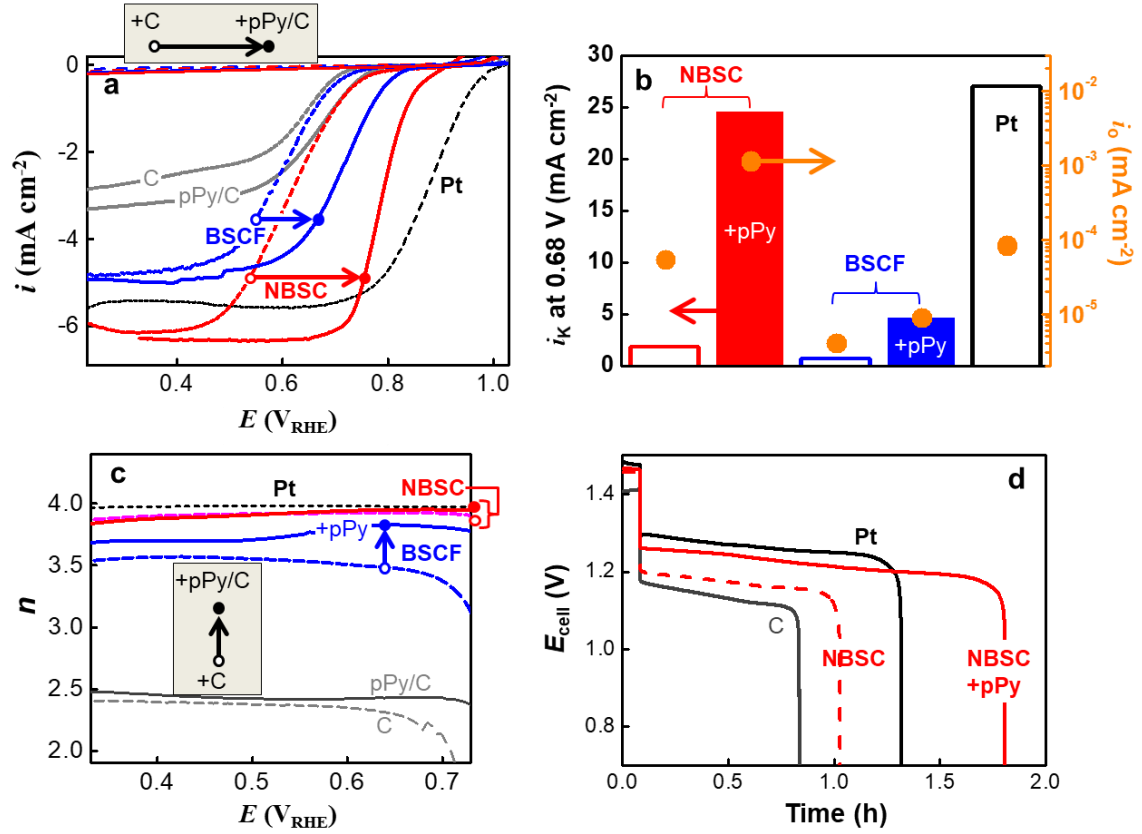 +C +pPy/C
a
0
-2
-4
-6
i (mA cm⁻²)
C
pPy/C
BSCF
NBSC
Pt
0.4 0.6 0.8 1.0
E (V_RHE)
b
30
25
20
15
10
5
0
i_K at 0.68 V (mA cm⁻²)
NBSC
+pPy
BSCF
+pPy
Pt
10⁻²
10⁻³
10⁻⁴
10⁻⁵
i_o (mA cm⁻²)
c
4.0
3.5
3.0
2.5
2.0
n
Pt
NBSC
+pPy
BSCF
+pPy/C
+C
pPy/C
C
0.4 0.5 0.6 0.7
E (V_RHE)
d
1.4
1.2
1.0
0.8
E_cell (V)
Pt
C
NBSC
NBSC
+pPy
0.0 0.5 1.0 1.5 2.0
Time (h)